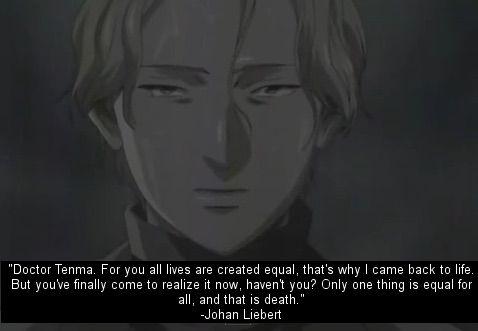 "Doctor Tenma. For you all lives are created equal, that's why I came back to life.
But you've finally come to realize it now, haven't you? Only one thing is equal for
all, and that is death."
-Johan Liebert